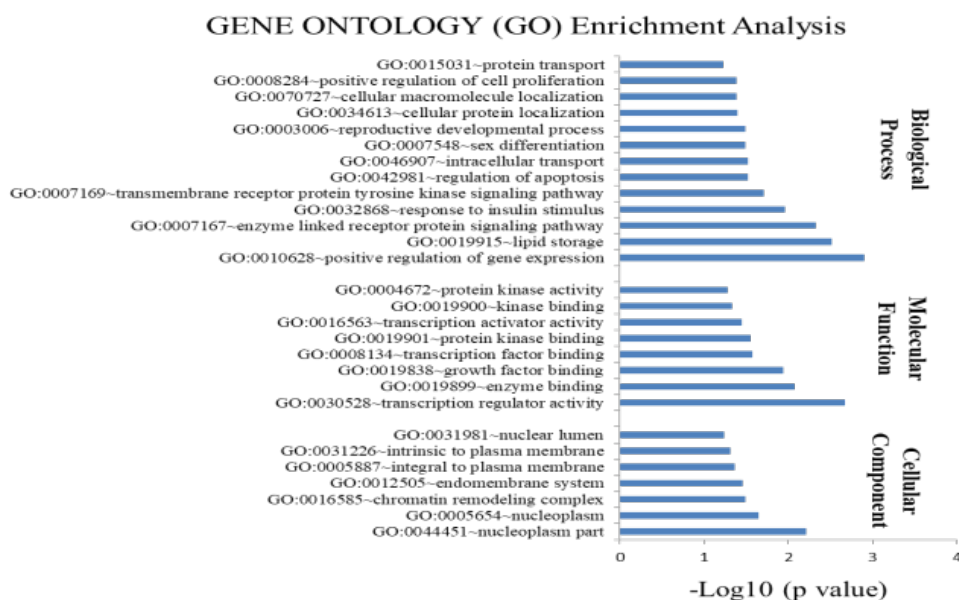 GENE ONTOLOGY (GO) Enrichment Analysis
GO:0015031~protein transport
GO:0008284~positive regulation of cell proliferation
GO:0070727~cellular macromolecule localization
GO:0034613~cellular protein localization
GO:0003006~reproductive developmental process
GO:0007548~sex differentiation
GO:0046907~intracellular transport
GO:0042981~regulation of apoptosis
GO:0007169~transmembrane receptor protein tyrosine kinase signaling pathway
GO:0032868~response to insulin stimulus
GO:0007167~enzyme linked receptor protein signaling pathway
GO:0019915~lipid storage
GO:0010628~positive regulation of gene expression
Biological
Process
GO:0004672~protein kinase activity
GO:0019900~kinase binding
GO:0016563~transcription activator activity
GO:0019901~protein kinase binding
GO:0008134~transcription factor binding
GO:0019838~growth factor binding
GO:0019899~enzyme binding
GO:0030528~transcription regulator activity
Molecular
Function
GO:0031981~nuclear lumen
GO:0031226~intrinsic to plasma membrane
GO:0005887~integral to plasma membrane
GO:0012505~endomembrane system
GO:0016585~chromatin remodeling complex
GO:0005654~nucleoplasm
GO:0044451~nucleoplasm part
Cellular
Component
0 1 2 3 4
-Log10 (p value)